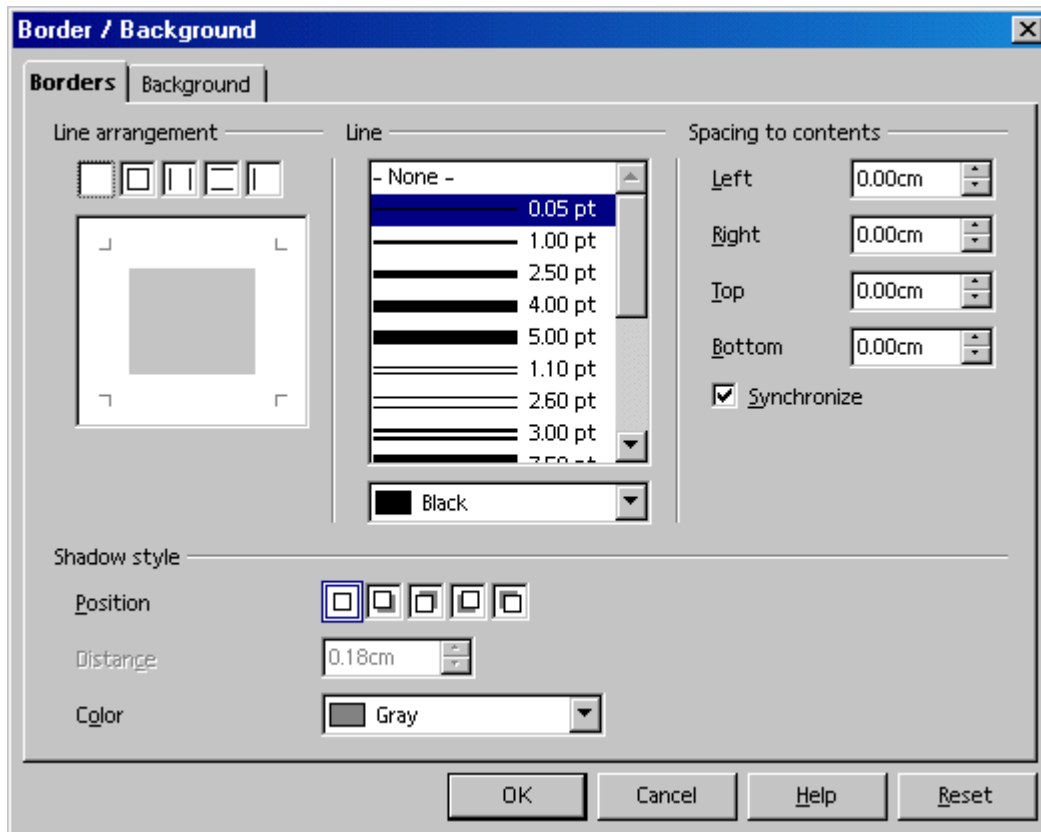 Border / Background
Borders Background
Line arrangement Line Spacing to contents
- None -
0.05 pt
1.00 pt
2.50 pt
4.00 pt
5.00 pt
1.10 pt
2.60 pt
3.00 pt
Black
Left 0.00cm
Right 0.00cm
Top 0.00cm
Bottom 0.00cm
Synchronize
Shadow style
Position
Distance 0.18cm
Color Gray
OK Cancel Help Reset